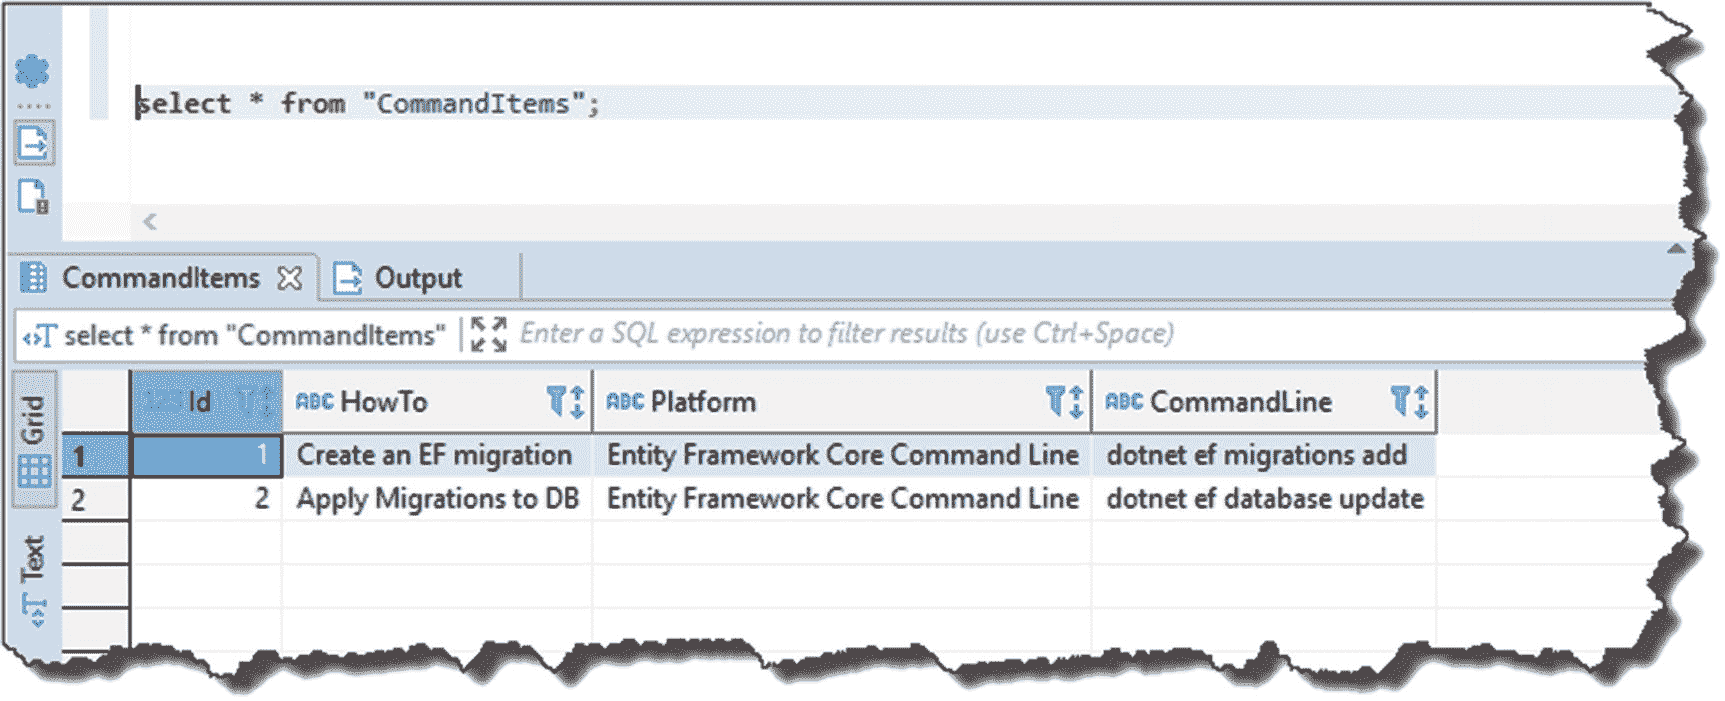 select * from "CommandItems";
CommandItems Output
select * from "CommandItems" Enter a SQL expression to filter results (use Ctrl+Space)
Id ABC HowTo ABC Platform ABC CommandLine
1 1 Create an EF migration Entity Framework Core Command Line dotnet ef migrations add
2 2 Apply Migrations to DB Entity Framework Core Command Line dotnet ef database update
Grid
Text